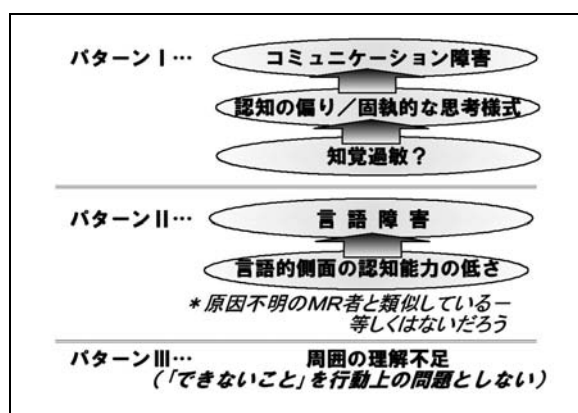 パターンⅠ… コミュニケーション障害
認知の偏り／固執的な思考様式
知覚過敏？
パターンⅡ… 言 語 障 害
言語的側面の認知能力の低さ
＊原因不明のMR者と類似している－
等しくはないだろう
パターンⅢ… 周囲の理解不足
（「できないこと」を行動上の問題としない）